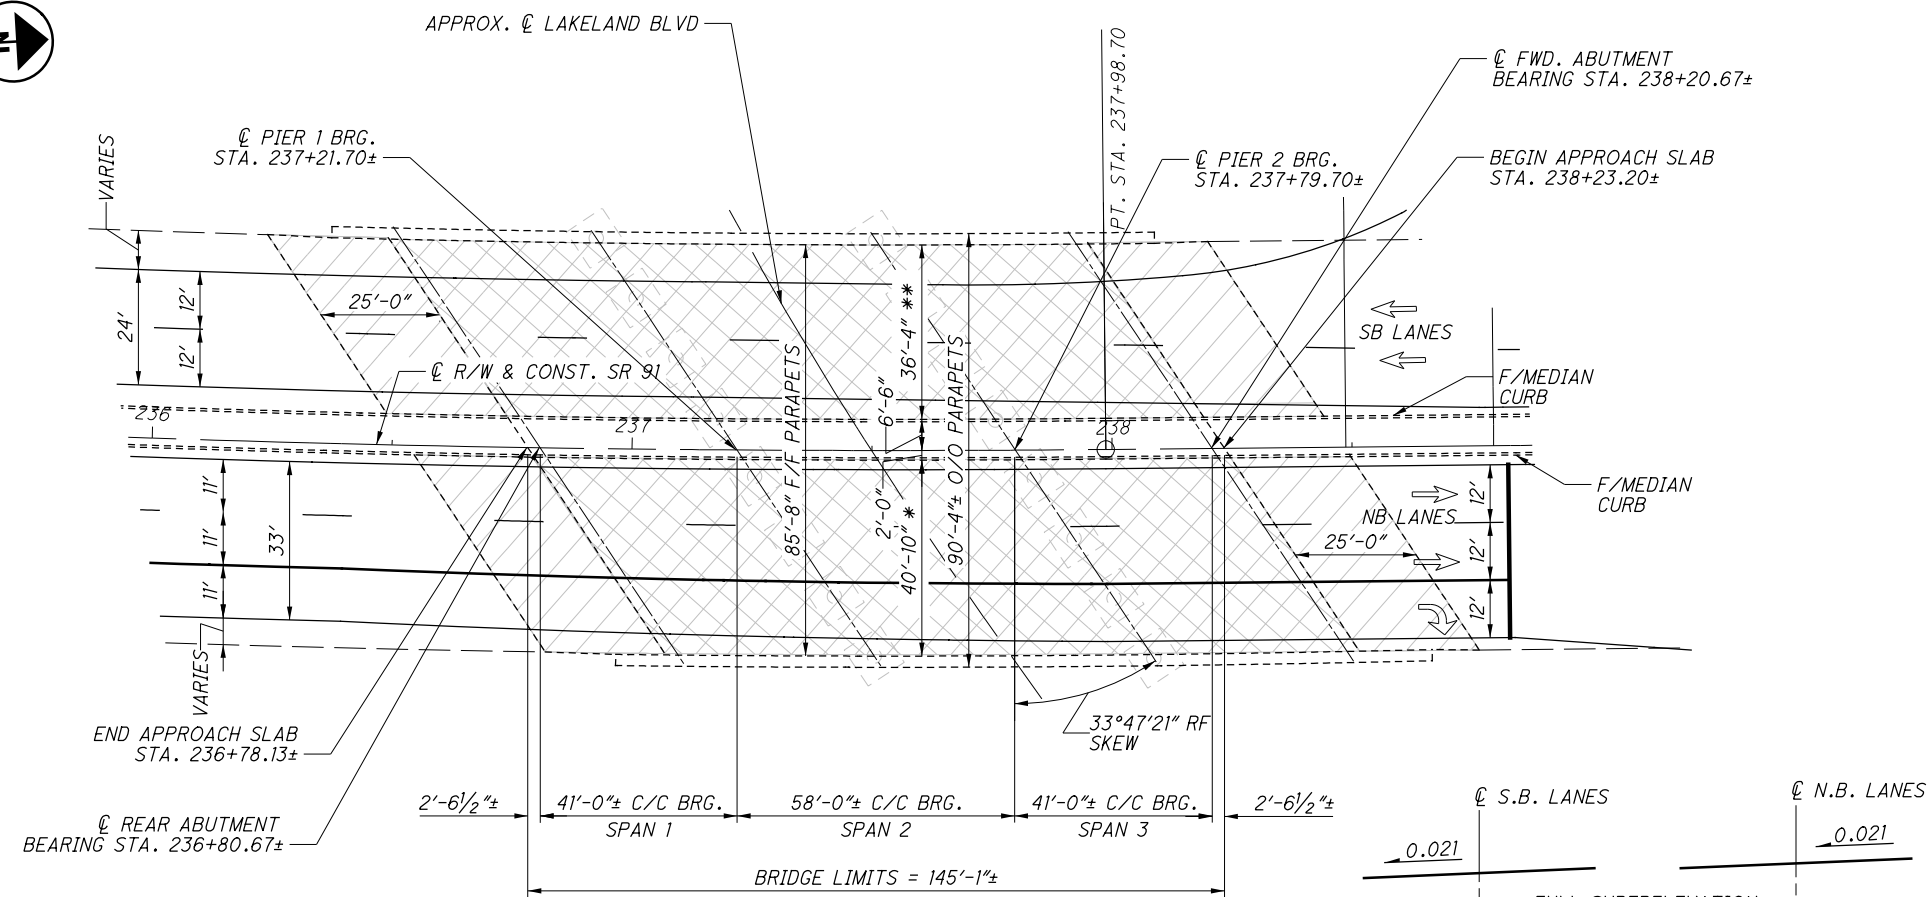 APPROX. ℄ LAKELAND BLVD
PT. STA. 237+98.70
℄ FWD. ABUTMENT
BEARING STA. 238+20.67±
℄ PIER 1 BRG.
STA. 237+21.70±
℄ PIER 2 BRG.
STA. 237+79.70±
BEGIN APPROACH SLAB
STA. 238+23.20±
VARIES
24'
12'
12'
25'-0"
℄ R/W & CONST. SR 91
236
237
238
85'-8" F/F PARAPETS
6'-6"
2'-0"
36'-4" **
40'-10" *
90'-4"± O/O PARAPETS
SB LANES
F/MEDIAN
CURB
F/MEDIAN
CURB
NB LANES
25'-0"
12'
12'
12'
11'
11'
11'
33'
VARIES
33°47'21" RF
SKEW
END APPROACH SLAB
STA. 236+78.13±
℄ REAR ABUTMENT
BEARING STA. 236+80.67±
2'-6½"±
41'-0"± C/C BRG.
SPAN 1
58'-0"± C/C BRG.
SPAN 2
41'-0"± C/C BRG.
SPAN 3
2'-6½"±
BRIDGE LIMITS = 145'-1"±
℄ S.B. LANES
℄ N.B. LANES
0.021
0.021